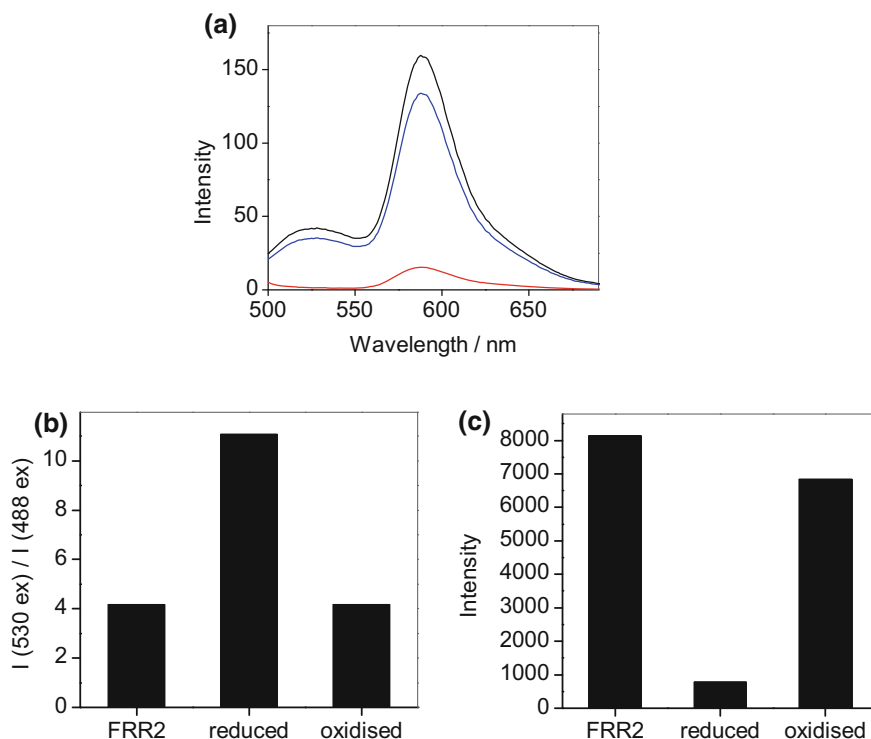 (a)
150
100
50
0
Intensity
500 550 600 650
Wavelength / nm
(b)
10
8
6
4
2
0
I (530 ex) / I (488 ex)
FRR2 reduced oxidised
(c)
8000
7000
6000
5000
4000
3000
2000
1000
0
Intensity
FRR2 reduced oxidised